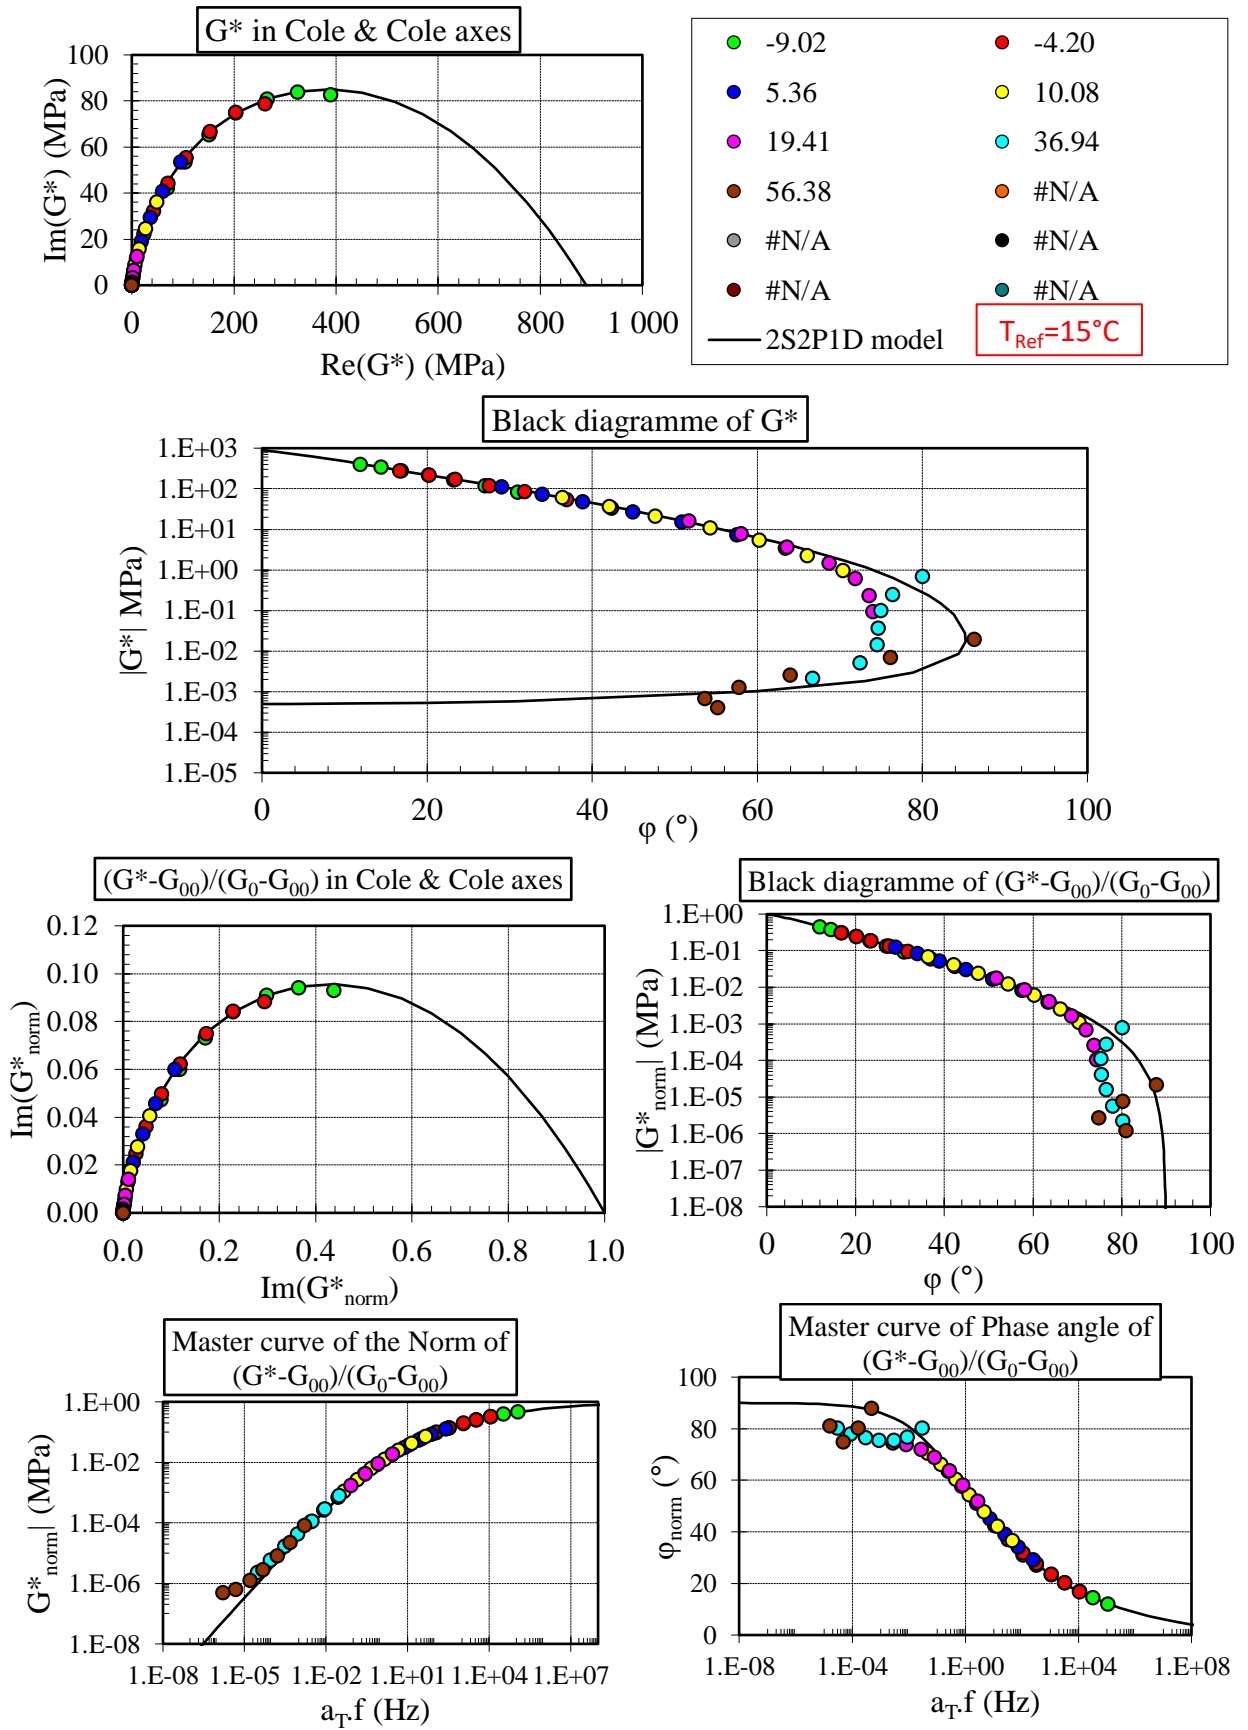 G* in Cole & Cole axes
100
80
60
40
20
0
Im(G*) (MPa)
0 200 400 600 800 1 000
Re(G*) (MPa)
-9.02 -4.20
5.36 10.08
19.41 36.94
56.38 #N/A
#N/A #N/A
#N/A #N/A
2S2P1D model
T_Ref=15°C
Black diagramme of G*
1.E+03
1.E+02
1.E+01
1.E+00
1.E-01
1.E-02
1.E-03
1.E-04
1.E-05
|G*| MPa
0 20 40 60 80 100
φ (°)
(G*-G00)/(G0-G00) in Cole & Cole axes
0.12
0.10
0.08
0.06
0.04
0.02
0.00
Im(G*norm)
0.0 0.2 0.4 0.6 0.8 1.0
Im(G*norm)
Black diagramme of (G*-G00)/(G0-G00)
1.E+00
1.E-01
1.E-02
1.E-03
1.E-04
1.E-05
1.E-06
1.E-07
1.E-08
|G*norm| (MPa)
0 20 40 60 80 100
φ (°)
Master curve of the Norm of
(G*-G00)/(G0-G00)
1.E+00
1.E-02
1.E-04
1.E-06
1.E-08
G*norm| (MPa)
1.E-08 1.E-05 1.E-02 1.E+01 1.E+04 1.E+07
aT.f (Hz)
Master curve of Phase angle of
(G*-G00)/(G0-G00)
100
80
60
40
20
0
φnorm (°)
1.E-08 1.E-04 1.E+00 1.E+04 1.E+08
aT.f (Hz)